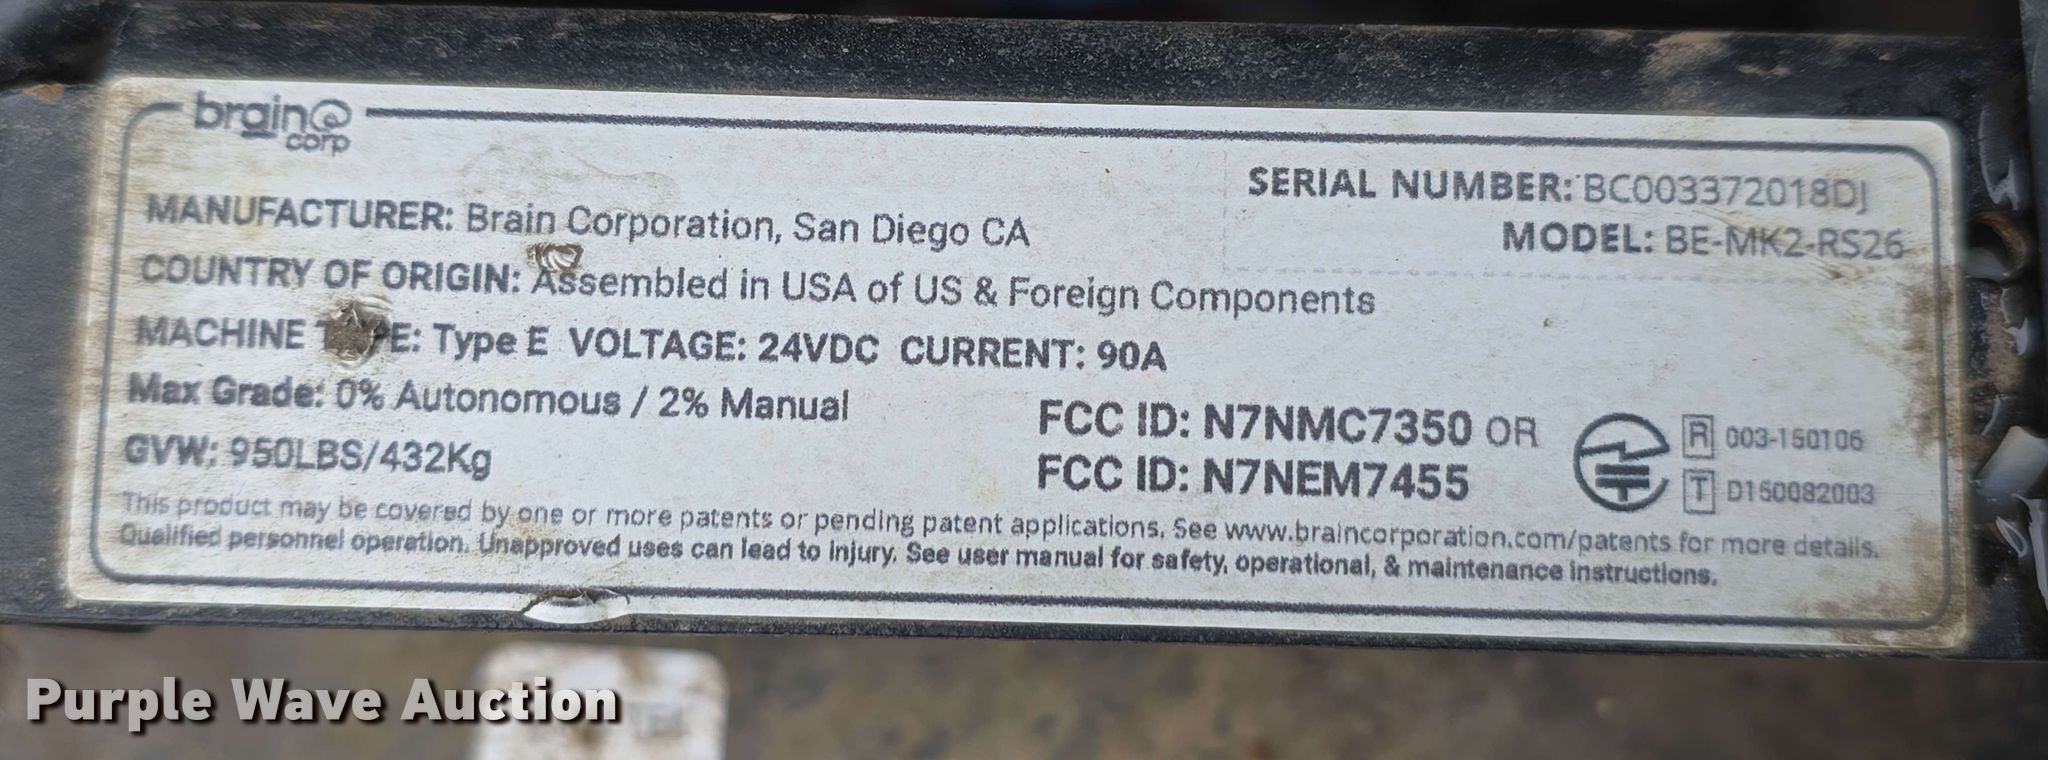 brain corp
SERIAL NUMBER: BC003372018DJ
MODEL: BE-MK2-RS26
MANUFACTURER: Brain Corporation, San Diego CA
COUNTRY OF ORIGIN: Assembled in USA of US & Foreign Components
MACHINE TYPE: Type E VOLTAGE: 24VDC CURRENT: 90A
Max Grade: 0% Autonomous / 2% Manual
GVW: 950LBS/432Kg
FCC ID: N7NMC7350 OR
FCC ID: N7NEM7455
R 003-150106
T D150082003
This product may be covered by one or more patents or pending patent applications. See www.braincorporation.com/patents for more details.
Qualified personnel operation. Unapproved uses can lead to injury. See user manual for safety, operational, & maintenance instructions.
Purple Wave Auction